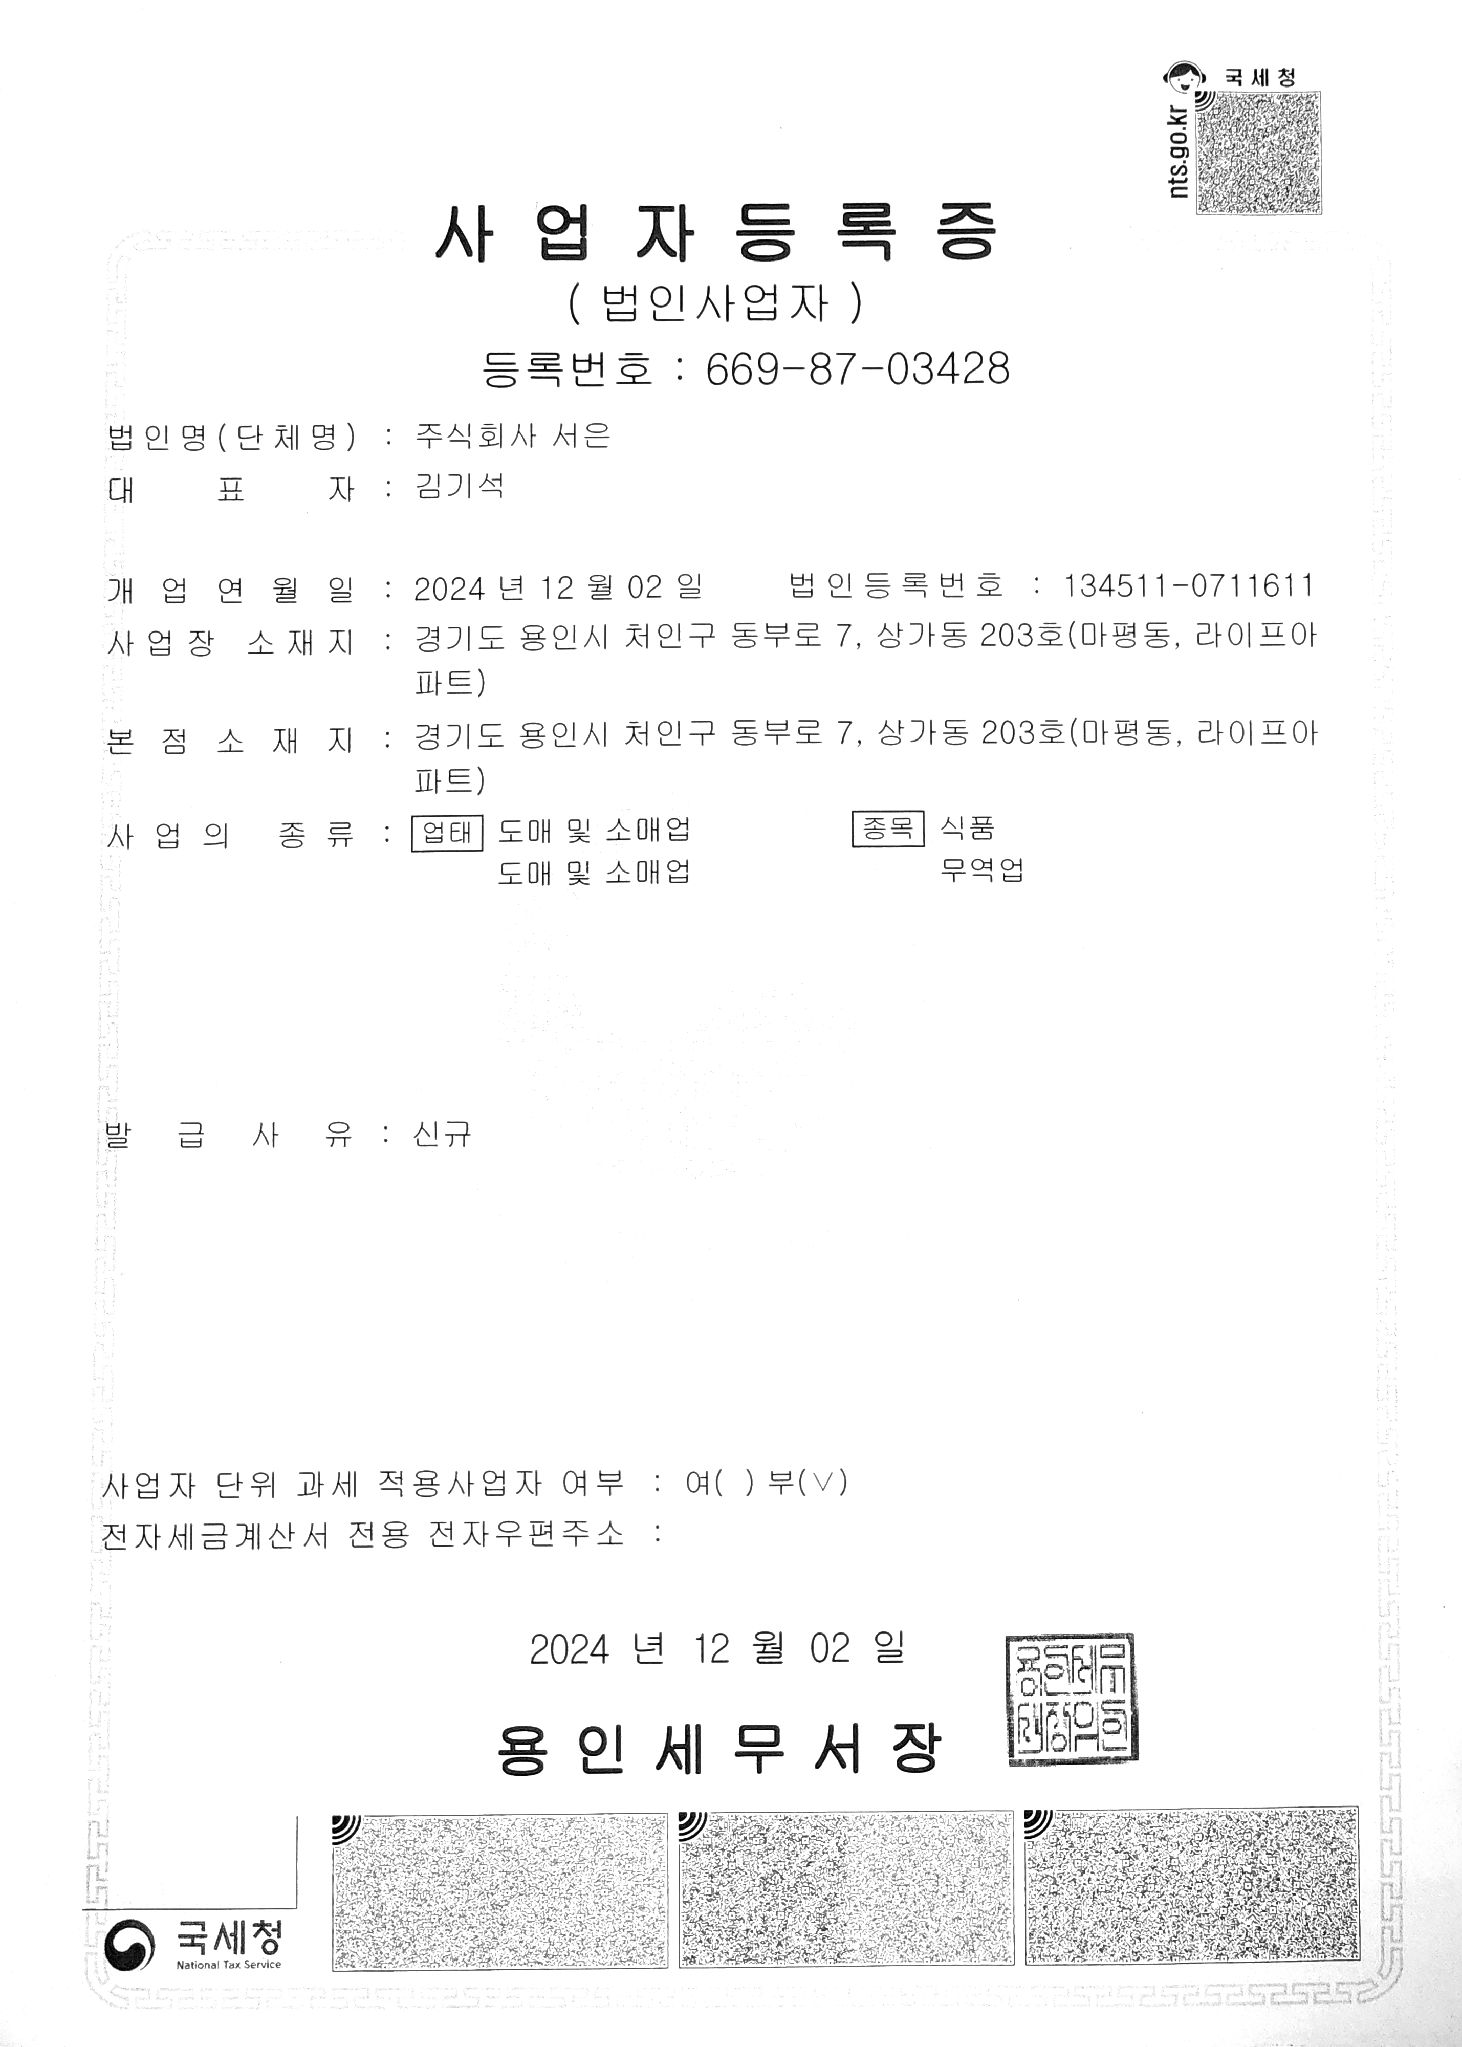 국세청
nts.go.kr
사업자등록증
( 법인사업자 )
등록번호 : 669-87-03428
법인명(단체명) : 주식회사 서은
대표자 : 김기석
개업연월일 : 2024 년 12 월 02 일 법인등록번호 : 134511-0711611
사업장 소재지 : 경기도 용인시 처인구 동부로 7, 상가동 203호(마평동, 라이프아
파트)
본점소재지 : 경기도 용인시 처인구 동부로 7, 상가동 203호(마평동, 라이프아
파트)
사업의 종류 : 업태 도매 및 소매업 종목 식품
도매 및 소매업 무역업
발급사유 : 신규
사업자 단위 과세 적용사업자 여부 : 여( ) 부(∨)
전자세금계산서 전용 전자우편주소 :
2024 년 12 월 02 일
용인세무서장
국세청
National Tax Service